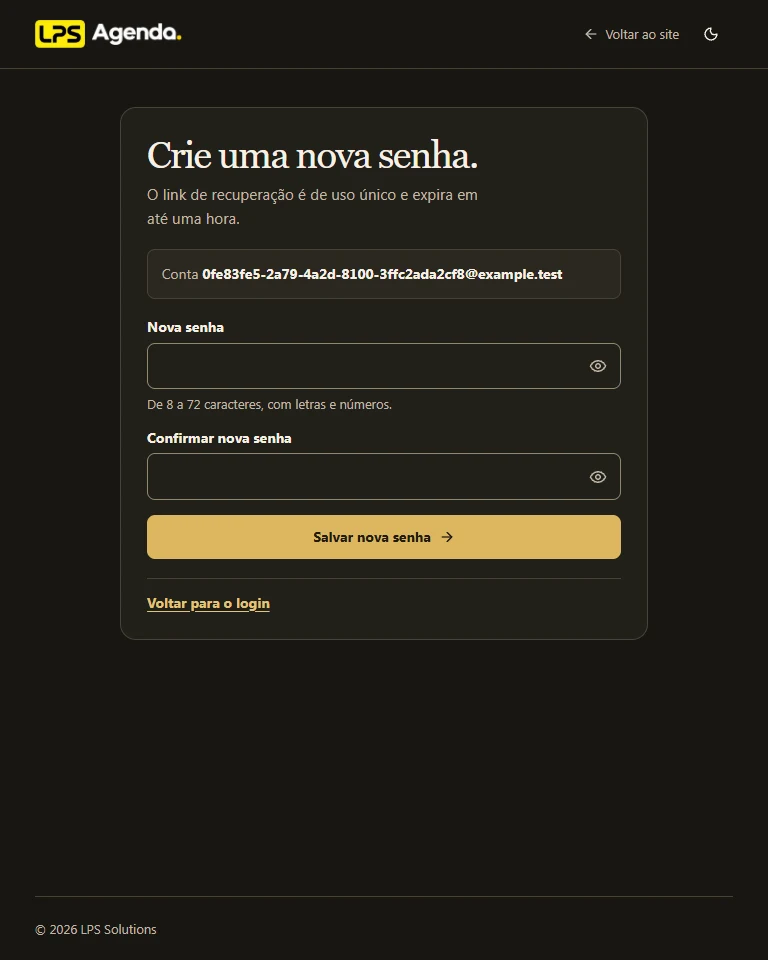 LPS Agenda.
Voltar ao site
Crie uma nova senha.
O link de recuperação é de uso único e expira em
até uma hora.
Conta 0fe83fe5-2a79-4a2d-8100-3ffc2ada2cf8@example.test
Nova senha
De 8 a 72 caracteres, com letras e números.
Confirmar nova senha
Salvar nova senha
Voltar para o login
© 2026 LPS Solutions